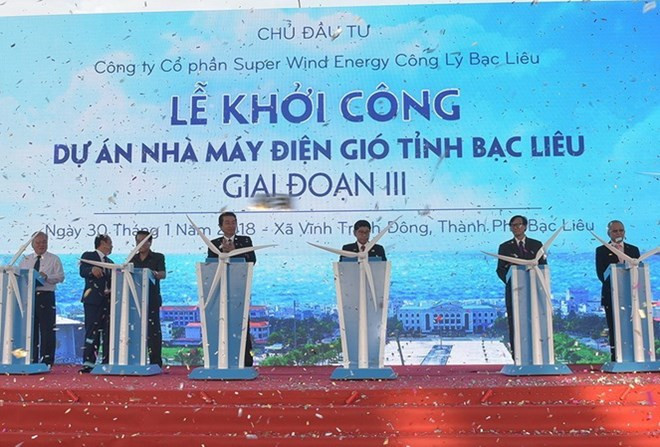 CHỦ ĐẦU TƯ
Công ty Cổ phần Super Wind Energy Công Lý Bạc Liêu
LỄ KHỞI CÔNG
DỰ ÁN NHÀ MÁY ĐIỆN GIÓ TỈNH BẠC LIÊU
GIAI ĐOẠN III
Ngày 30 Tháng 1 Năm - Xã Vĩnh Trạch Đông, Thành Phố Bạc Liêu